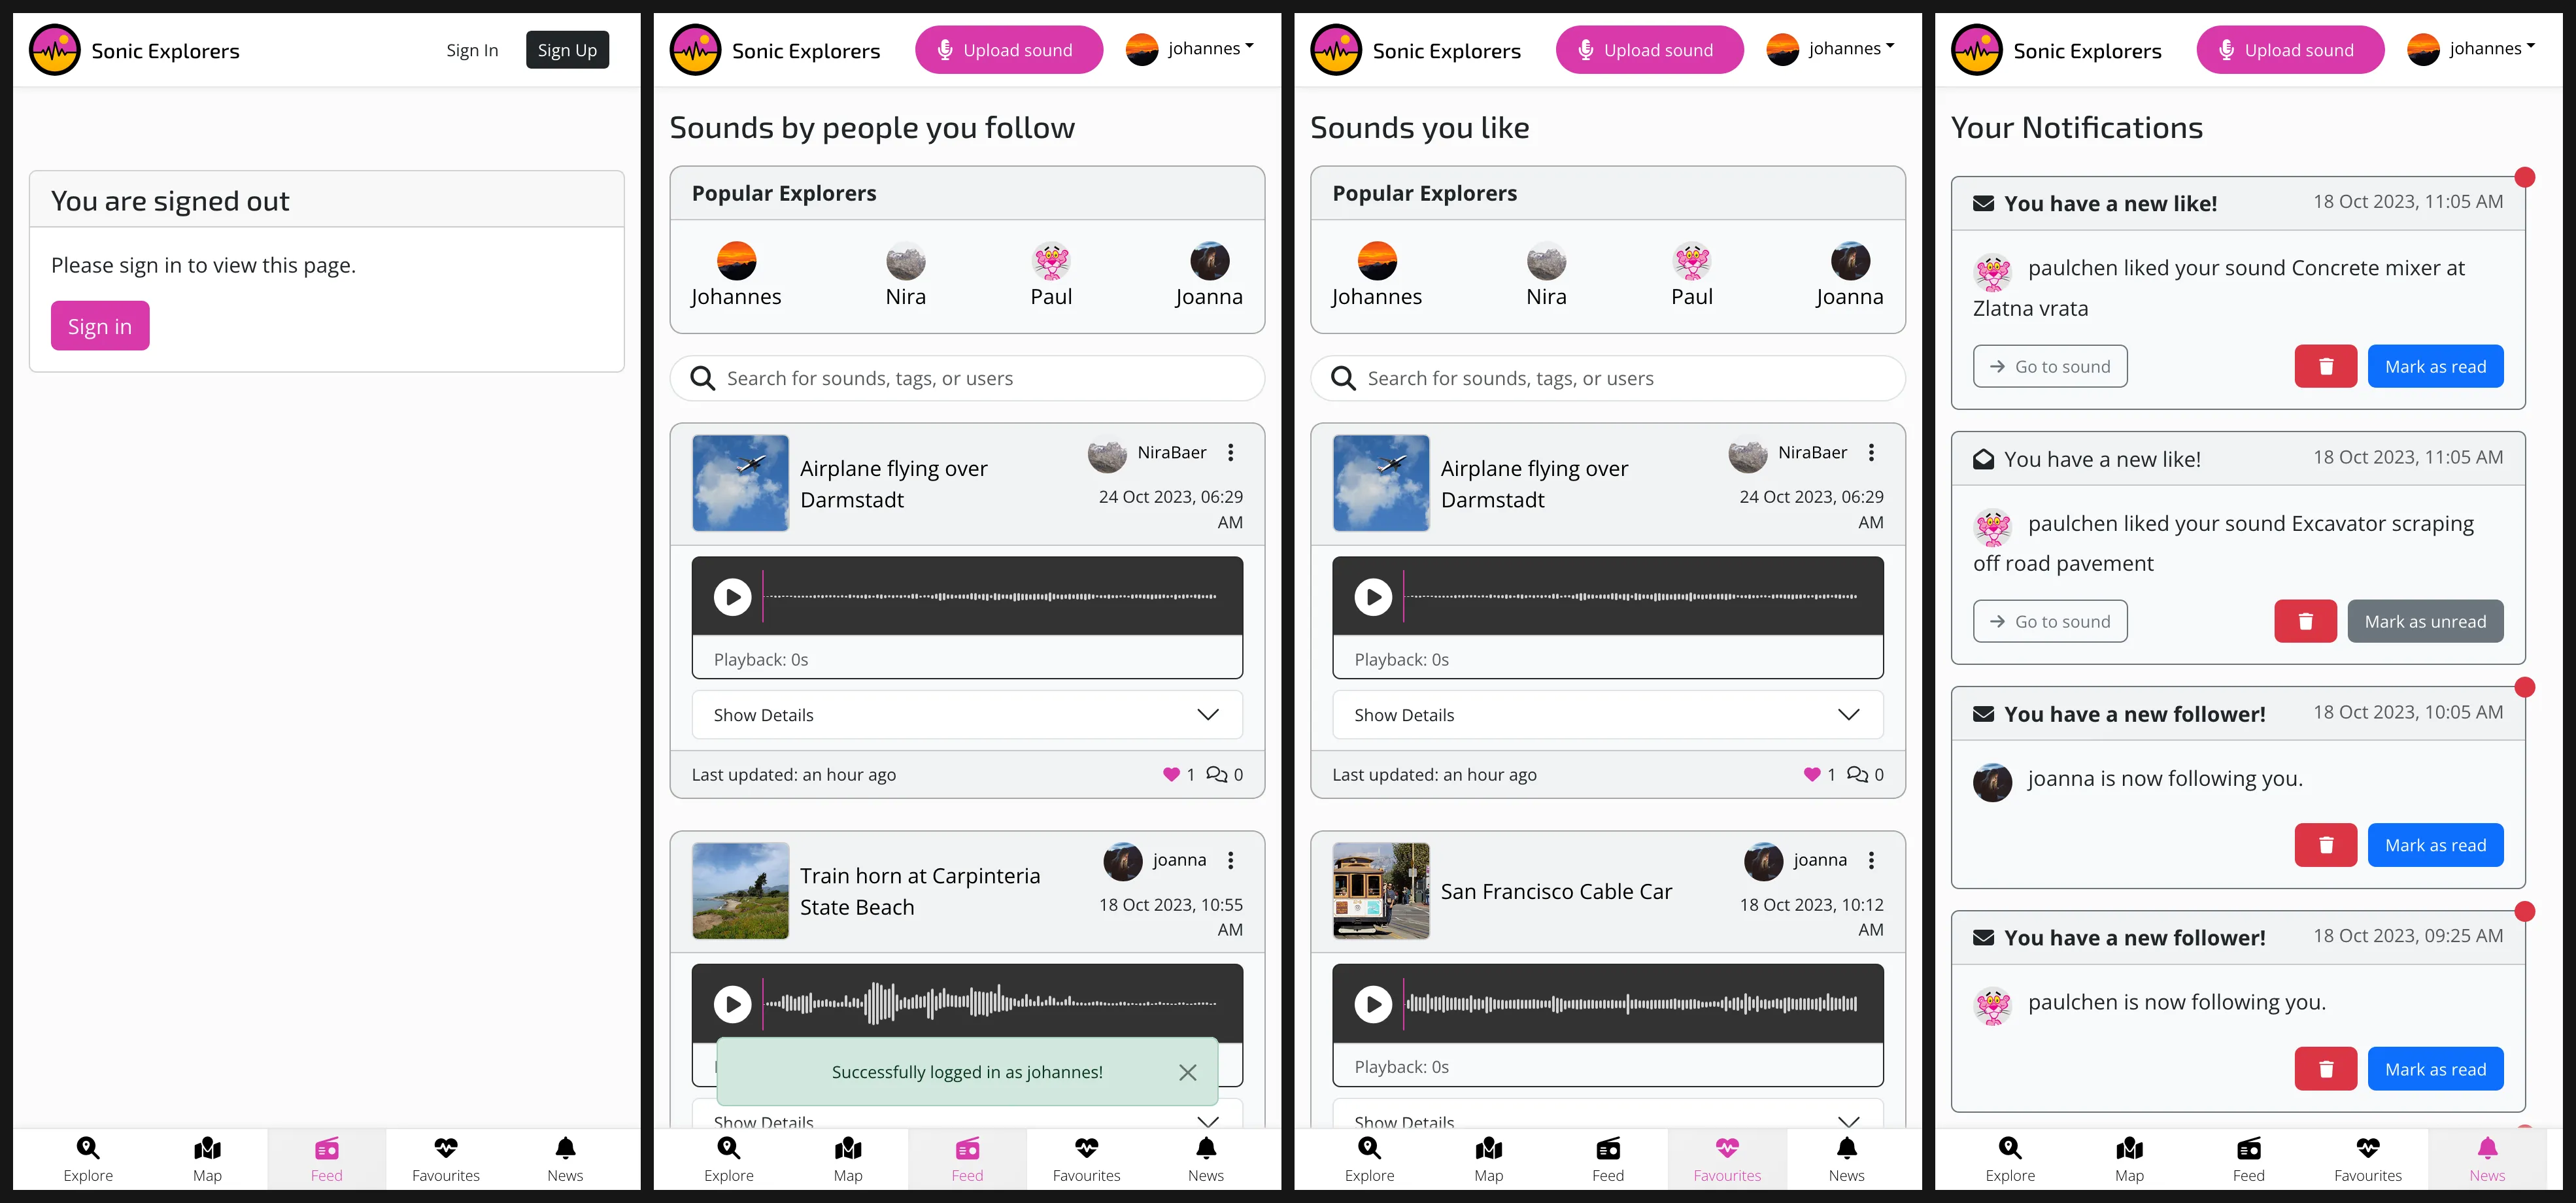 Sonic Explorers
Sign In
Sign Up
You are signed out
Please sign in to view this page.
Sign in
Explore
Map
Feed
Favourites
News
Sonic Explorers
Upload sound
johannes
Sounds by people you follow
Popular Explorers
Johannes
Nira
Paul
Joanna
Search for sounds, tags, or users
Airplane flying over
Darmstadt
NiraBaer
24 Oct 2023, 06:29
AM
Playback: 0s
Show Details
Last updated: an hour ago
1
0
Train horn at Carpinteria
State Beach
joanna
18 Oct 2023, 10:55
AM
Successfully logged in as johannes!
Show Details
Explore
Map
Feed
Favourites
News
Sonic Explorers
Upload sound
johannes
Sounds you like
Popular Explorers
Johannes
Nira
Paul
Joanna
Search for sounds, tags, or users
Airplane flying over
Darmstadt
NiraBaer
24 Oct 2023, 06:29
AM
Playback: 0s
Show Details
Last updated: an hour ago
1
0
San Francisco Cable Car
joanna
18 Oct 2023, 10:12
AM
Playback: 0s
Show Details
Explore
Map
Feed
Favourites
News
Sonic Explorers
Upload sound
johannes
Your Notifications
You have a new like!
18 Oct 2023, 11:05 AM
paulchen liked your sound Concrete mixer at
Zlatna vrata
Go to sound
Mark as read
You have a new like!
18 Oct 2023, 11:05 AM
paulchen liked your sound Excavator scraping
off road pavement
Go to sound
Mark as unread
You have a new follower!
18 Oct 2023, 10:05 AM
joanna is now following you.
Mark as read
You have a new follower!
18 Oct 2023, 09:25 AM
paulchen is now following you.
Mark as read
Explore
Map
Feed
Favourites
News